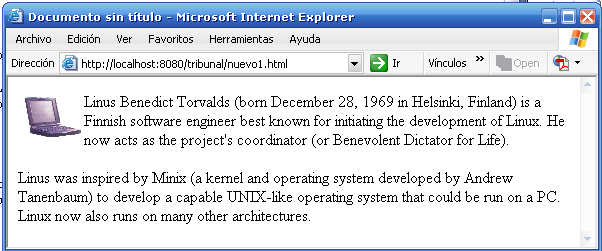 Documento sin título - Microsoft Internet Explorer
Archivo Edición Ver Favoritos Herramientas Ayuda
Dirección http://localhost:8080/tribunal/nuevo1.html Ir Vínculos » Open
Linus Benedict Torvalds (born December 28, 1969 in Helsinki, Finland) is a
Finnish software engineer best known for initiating the development of Linux. He
now acts as the project's coordinator (or Benevolent Dictator for Life).
Linus was inspired by Minix (a kernel and operating system developed by Andrew
Tanenbaum) to develop a capable UNIX-like operating system that could be run on a PC.
Linux now also runs on many other architectures.